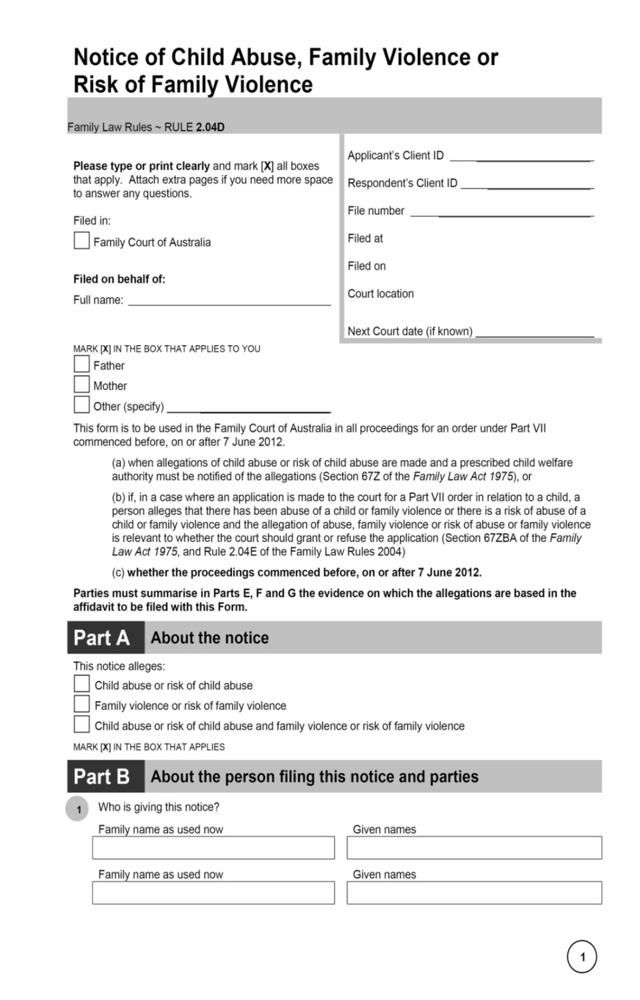 Notice of Child Abuse, Family Violence or
Risk of Family Violence
Family Law Rules ~ RULE 2.04D
Please type or print clearly and mark [X] all boxes
that apply. Attach extra pages if you need more space
to answer any questions.
Filed in:
Family Court of Australia
Filed on behalf of:
Full name:
Applicant's Client ID
Respondent's Client ID
File number
Filed at
Filed on
Court location
Next Court date (if known)
MARK [X] IN THE BOX THAT APPLIES TO YOU
Father
Mother
Other (specify)
This form is to be used in the Family Court of Australia in all proceedings for an order under Part VII
commenced before, on or after 7 June 2012.
(a) when allegations of child abuse or risk of child abuse are made and a prescribed child welfare
authority must be notified of the allegations (Section 67Z of the Family Law Act 1975), or
(b) if, in a case where an application is made to the court for a Part VII order in relation to a child, a
person alleges that there has been abuse of a child or family violence or there is a risk of abuse of a
child or family violence and the allegation of abuse, family violence or risk of abuse or family violence
is relevant to whether the court should grant or refuse the application (Section 67ZBA of the Family
Law Act 1975, and Rule 2.04E of the Family Law Rules 2004)
(c) whether the proceedings commenced before, on or after 7 June 2012.
Parties must summarise in Parts E, F and G the evidence on which the allegations are based in the
affidavit to be filed with this Form.
Part A About the notice
This notice alleges:
Child abuse or risk of child abuse
Family violence or risk of family violence
Child abuse or risk of child abuse and family violence or risk of family violence
MARK [X] IN THE BOX THAT APPLIES
Part B About the person filing this notice and parties
1 Who is giving this notice?
Family name as used now Given names
Family name as used now Given names
1